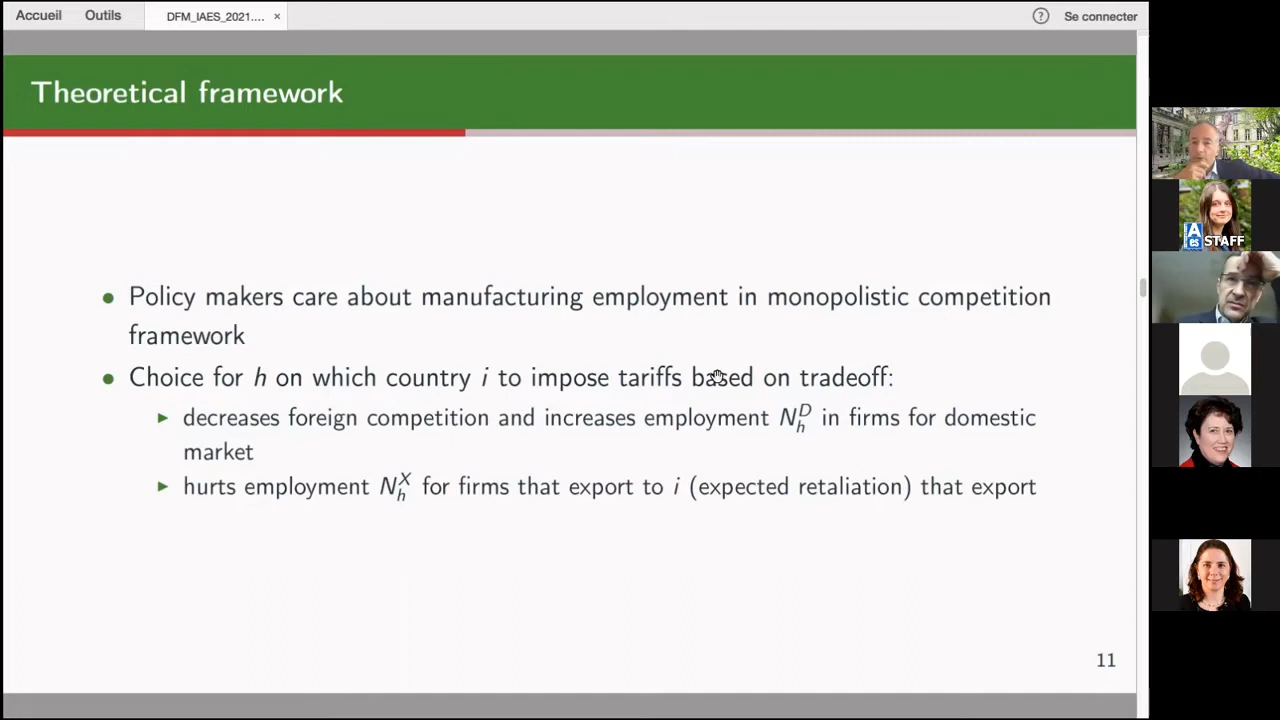 Accueil Outils DFM_IAES_2021.... × ? Se connecter
Theoretical framework
• Policy makers care about manufacturing employment in monopolistic competition
framework
• Choice for h on which country i to impose tariffs based on tradeoff:
▶ decreases foreign competition and increases employment N_h^D in firms for domestic
market
▶ hurts employment N_h^X for firms that export to i (expected retaliation) that export
11
A
es STAFF